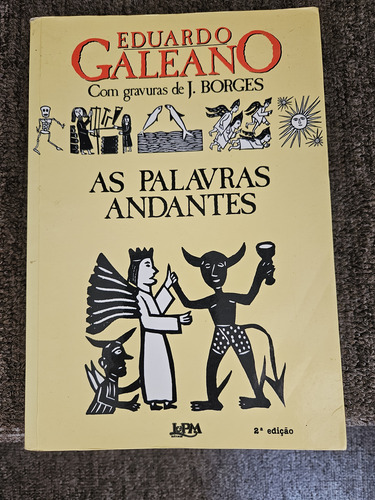 EDUARDO
GALEANO
Com gravuras de J. BORGES
AS PALAVRAS
ANDANTES
L&PM
2ª edição